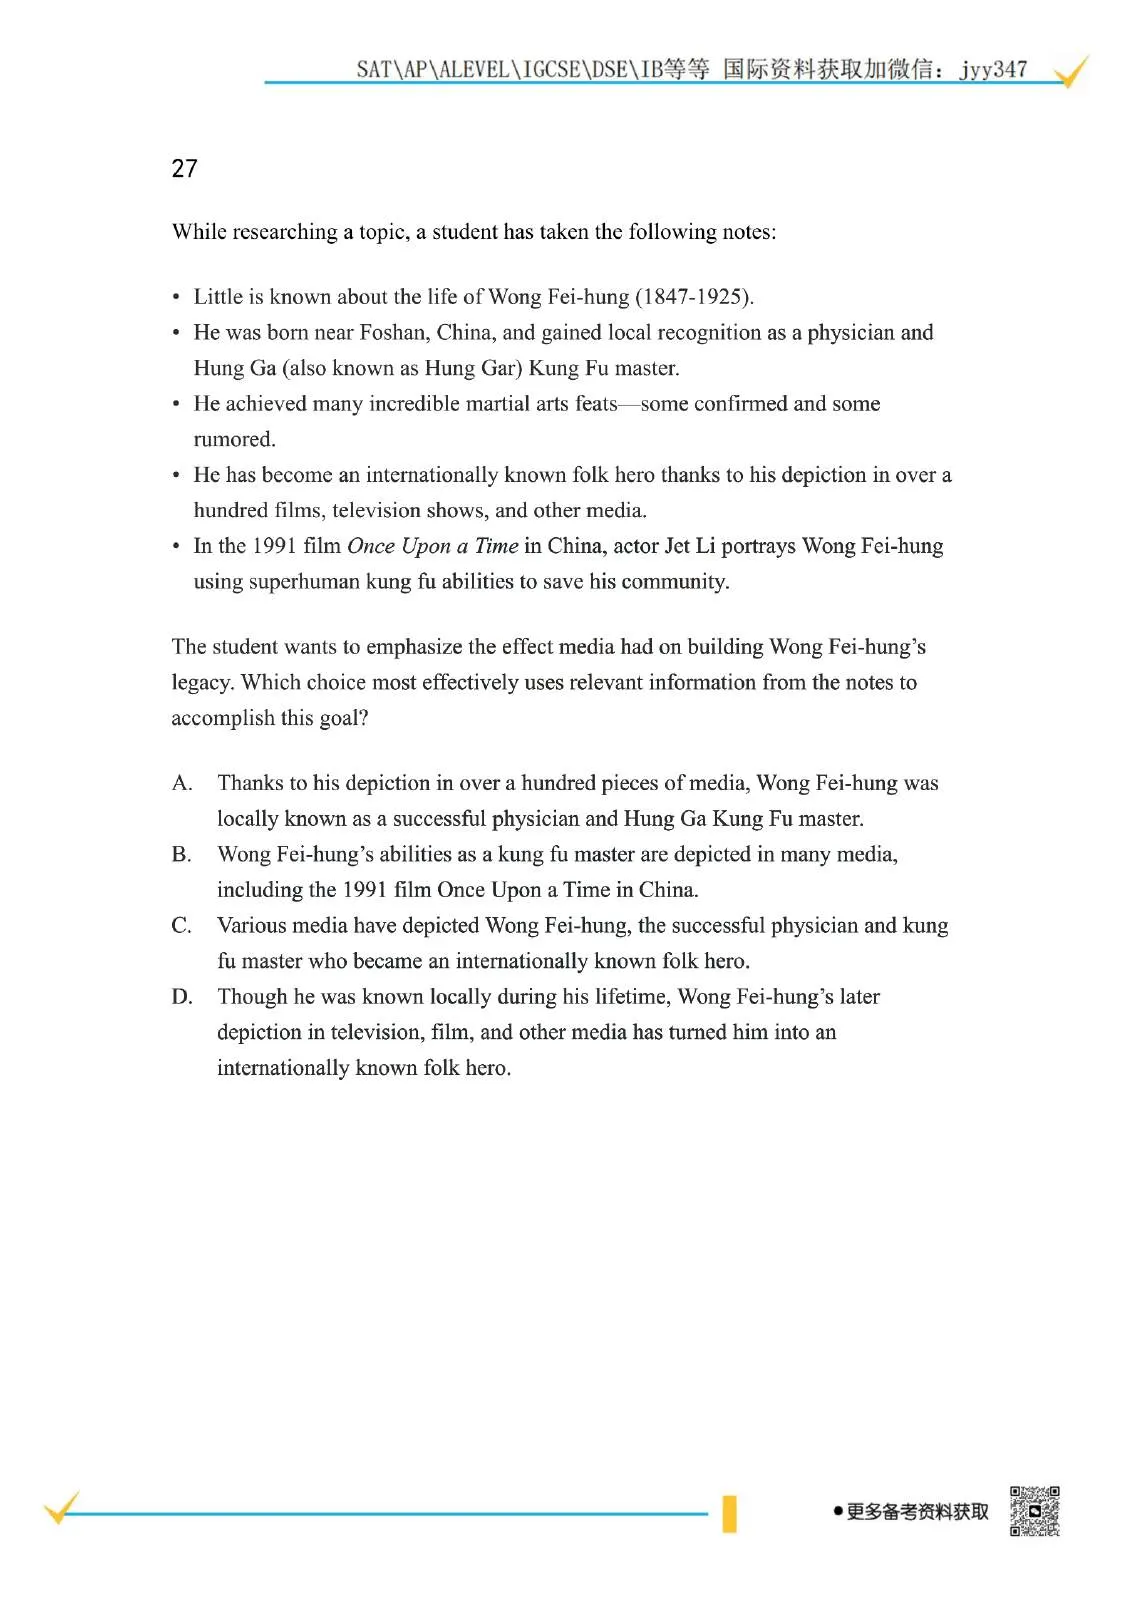 SAT\AP\ALEVEL\IGCSE\DSE\IB等等 国际资料获取加微信：jyy347
27
While researching a topic, a student has taken the following notes:
• Little is known about the life of Wong Fei-hung (1847-1925).
• He was born near Foshan, China, and gained local recognition as a physician and
Hung Ga (also known as Hung Gar) Kung Fu master.
• He achieved many incredible martial arts feats—some confirmed and some
rumored.
• He has become an internationally known folk hero thanks to his depiction in over a
hundred films, television shows, and other media.
• In the 1991 film Once Upon a Time in China, actor Jet Li portrays Wong Fei-hung
using superhuman kung fu abilities to save his community.
The student wants to emphasize the effect media had on building Wong Fei-hung’s
legacy. Which choice most effectively uses relevant information from the notes to
accomplish this goal?
A. Thanks to his depiction in over a hundred pieces of media, Wong Fei-hung was
locally known as a successful physician and Hung Ga Kung Fu master.
B. Wong Fei-hung’s abilities as a kung fu master are depicted in many media,
including the 1991 film Once Upon a Time in China.
C. Various media have depicted Wong Fei-hung, the successful physician and kung
fu master who became an internationally known folk hero.
D. Though he was known locally during his lifetime, Wong Fei-hung’s later
depiction in television, film, and other media has turned him into an
internationally known folk hero.
●更多备考资料获取